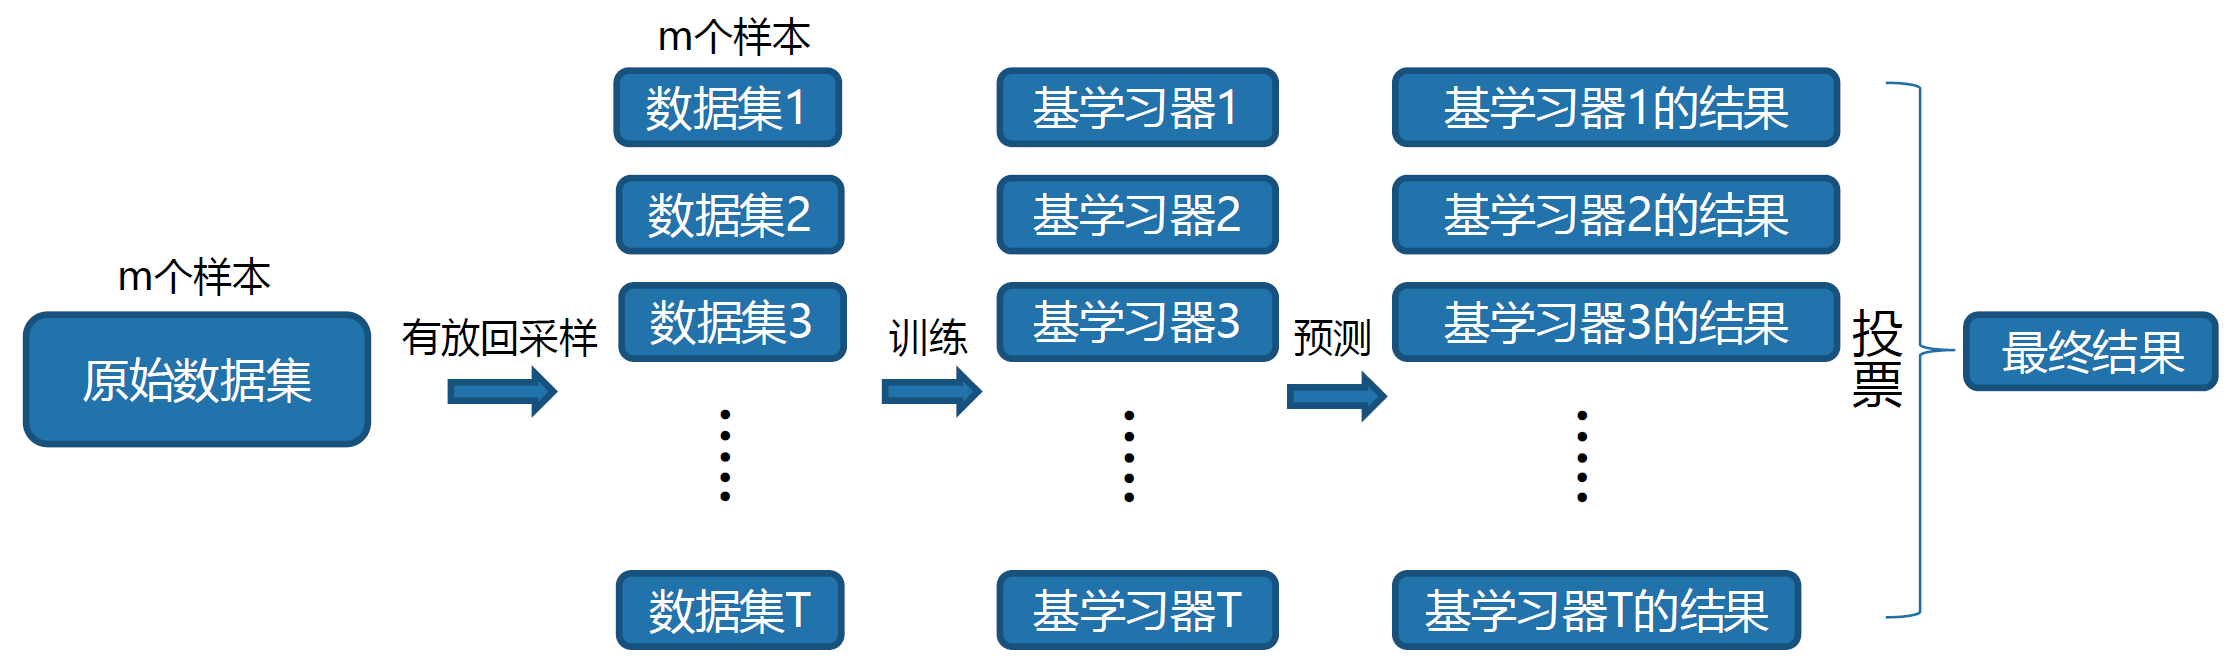 m个样本
原始数据集
有放回采样
m个样本
数据集1
数据集2
数据集3
数据集T
训练
基学习器1
基学习器2
基学习器3
基学习器T
预测
基学习器1的结果
基学习器2的结果
基学习器3的结果
基学习器T的结果
投票
最终结果